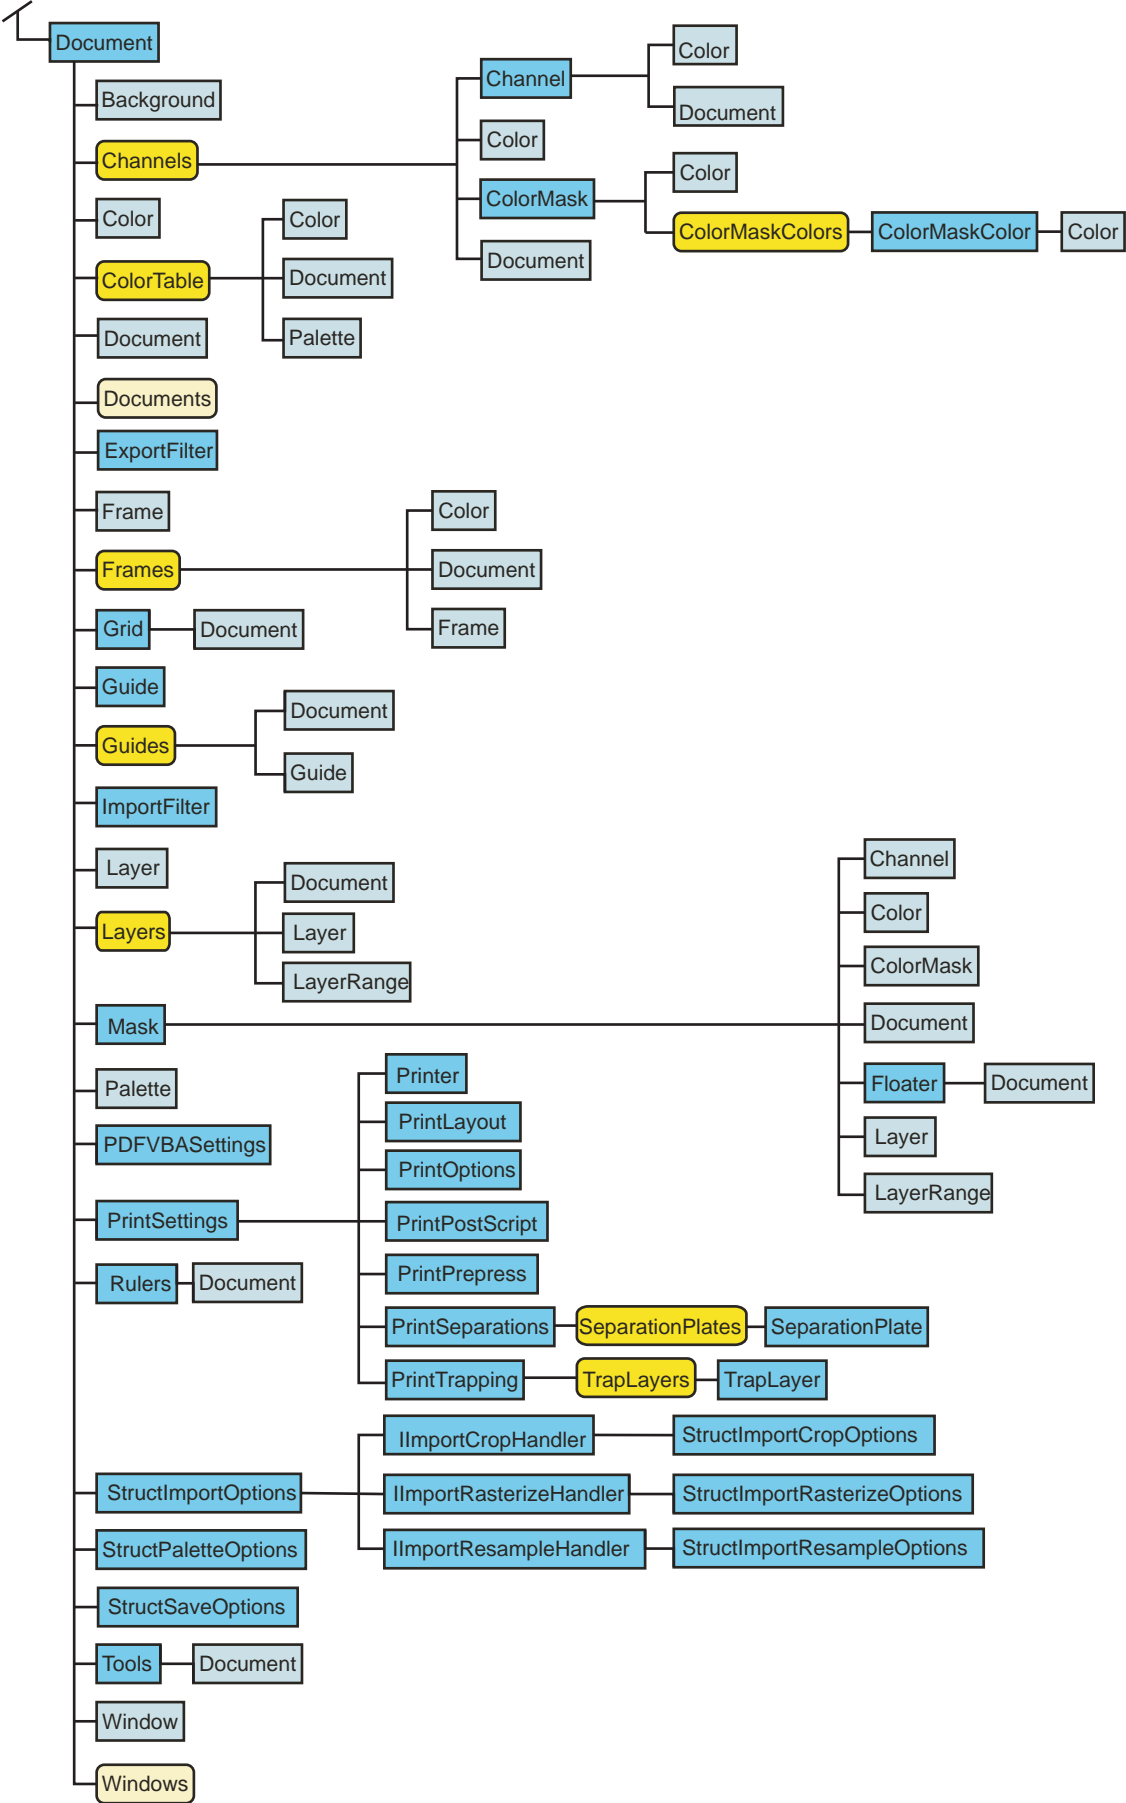 Document
Background
Channels
Channel
Color
Document
Color
ColorMask
Color
ColorMaskColors
ColorMaskColor
Color
Document
Color
ColorTable
Color
Document
Palette
Document
Documents
ExportFilter
Frame
Frames
Color
Document
Frame
Grid
Document
Guide
Guides
Document
Guide
ImportFilter
Layer
Layers
Document
Layer
LayerRange
Mask
Channel
Color
ColorMask
Document
Floater
Document
Layer
LayerRange
Palette
PDFVBASettings
PrintSettings
Printer
PrintLayout
PrintOptions
PrintPostScript
PrintPrepress
PrintSeparations
SeparationPlates
SeparationPlate
PrintTrapping
TrapLayers
TrapLayer
Rulers
Document
StructImportOptions
IImportCropHandler
StructImportCropOptions
IImportRasterizeHandler
StructImportRasterizeOptions
IImportResampleHandler
StructImportResampleOptions
StructPaletteOptions
StructSaveOptions
Tools
Document
Window
Windows